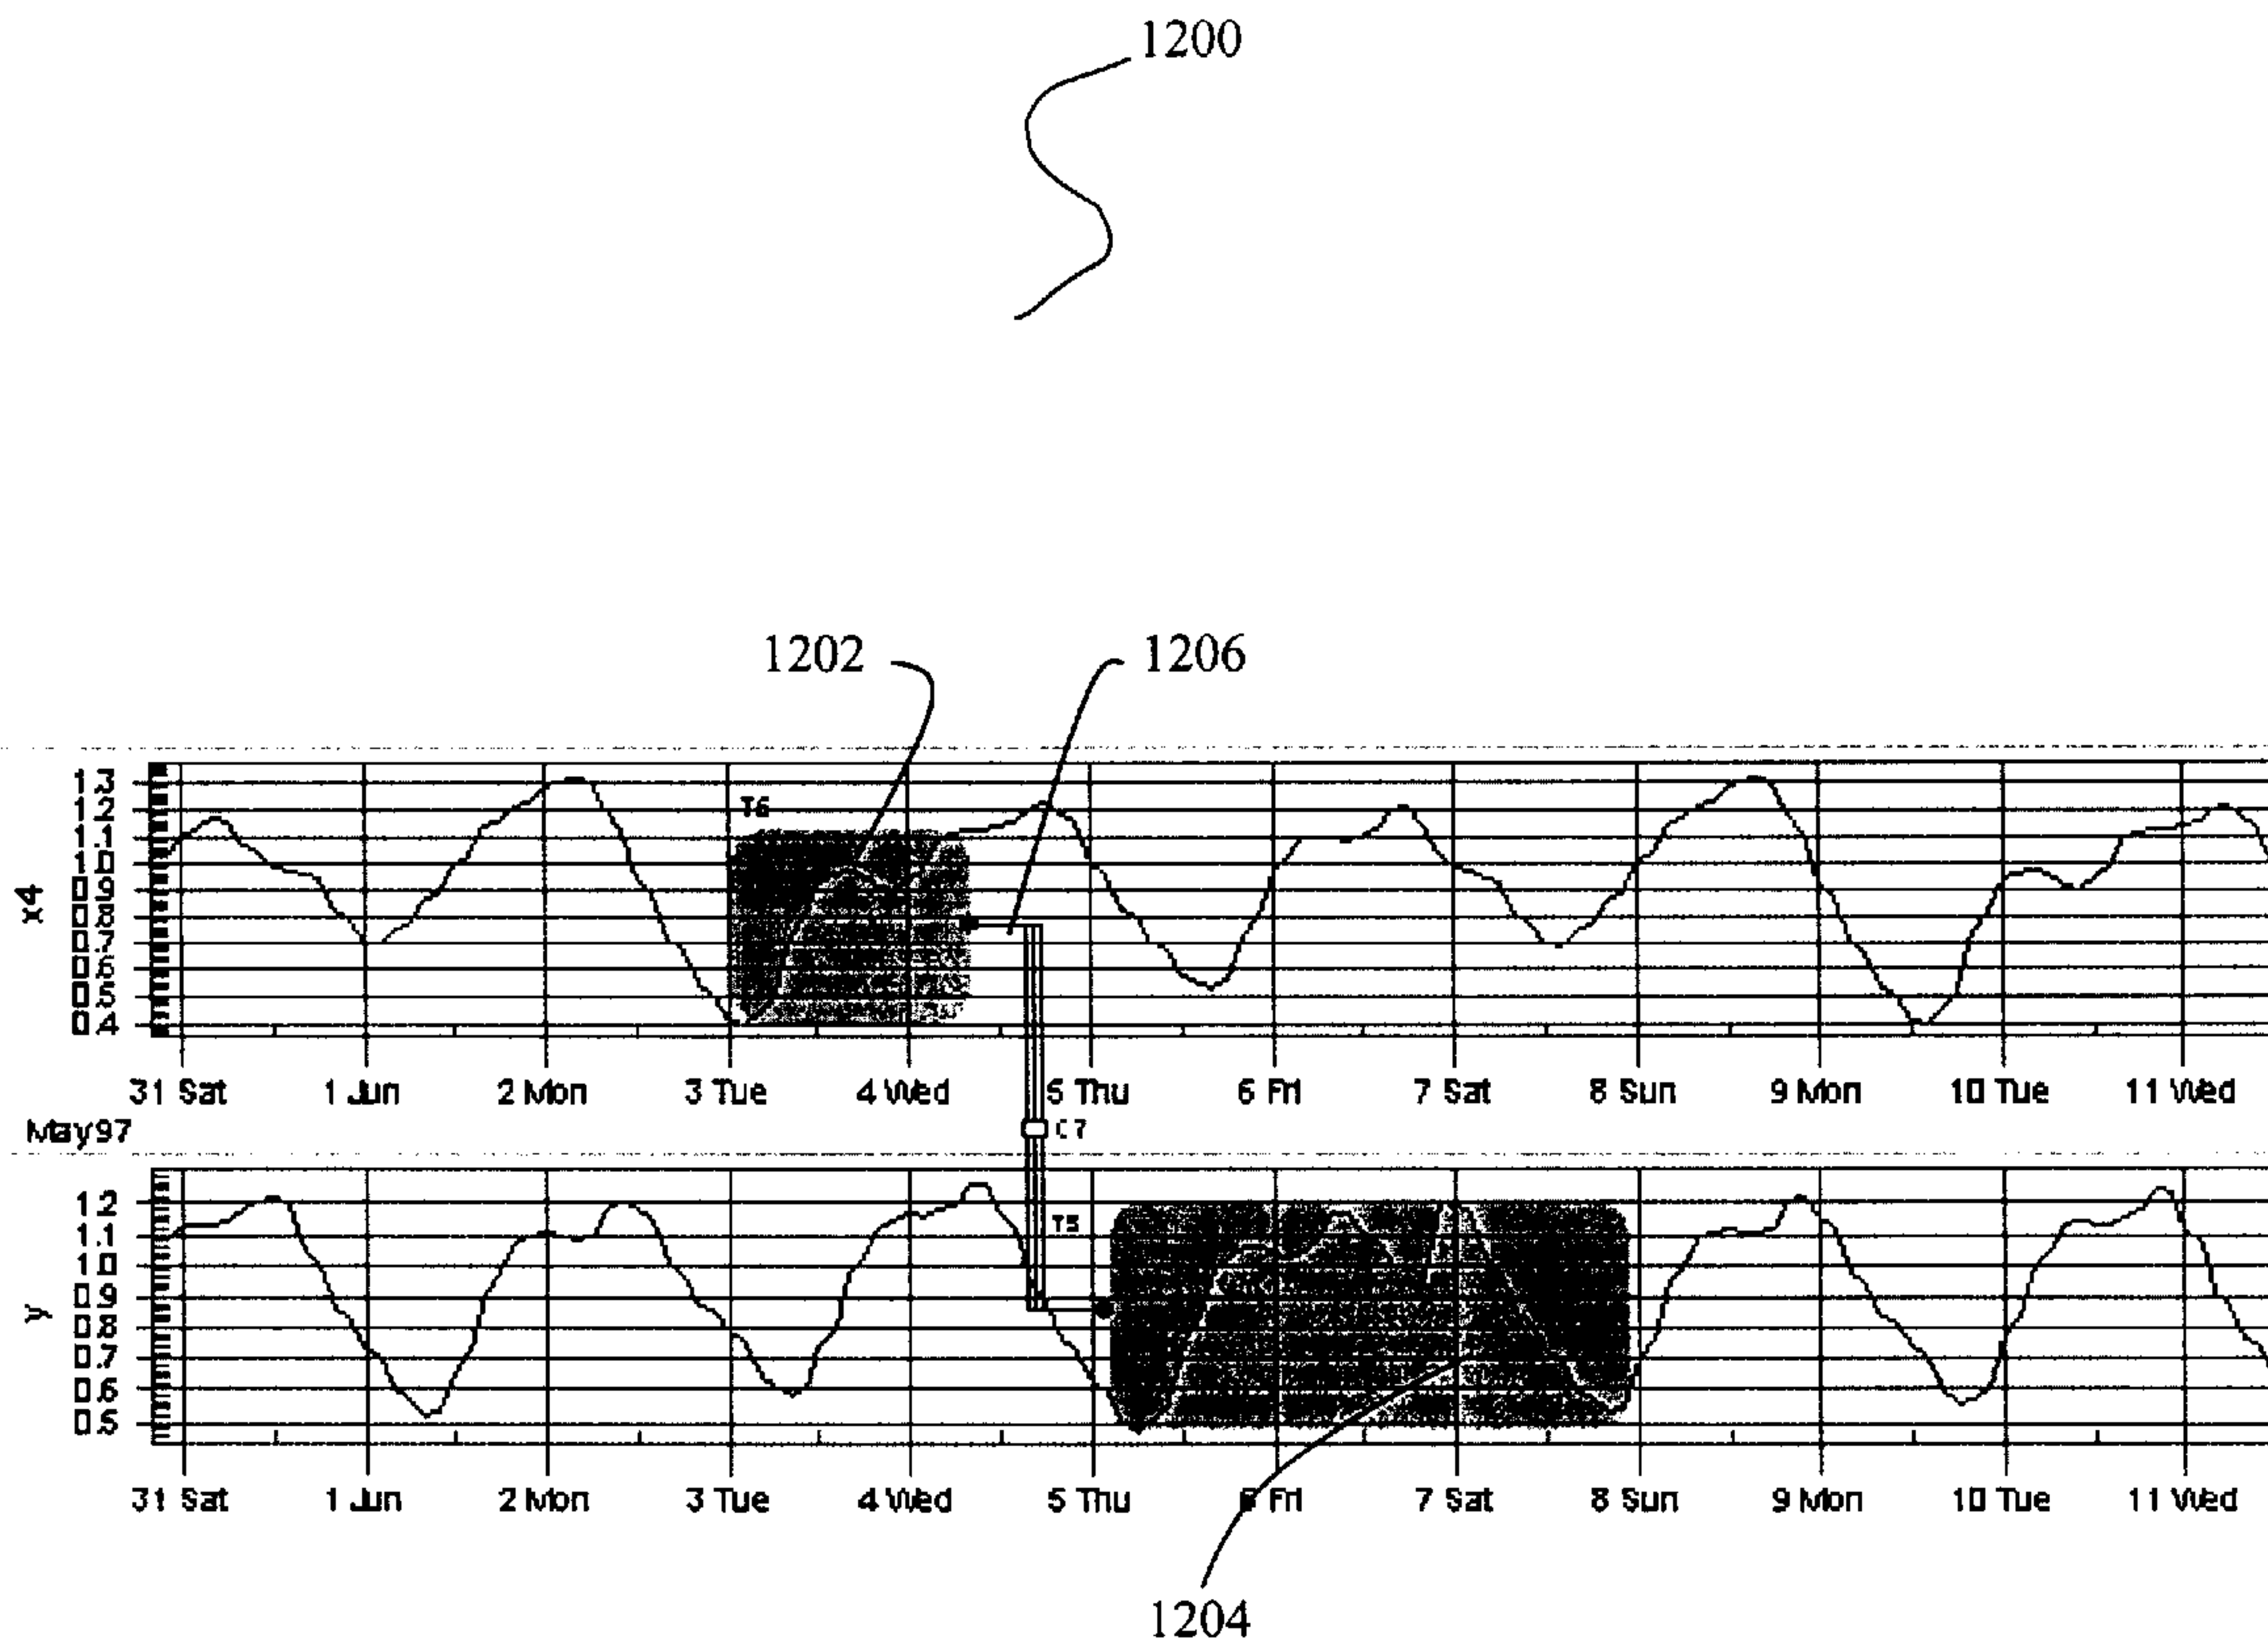 1200
1202
1206
1.3
1.2
T6
1.1
1.0
0.9
0.8
0.7
0.6
0.5
0.4
x4
31 Sat 1 Jun 2 Mon 3 Tue 4 Wed 5 Thu 6 Fri 7 Sat 8 Sun 9 Mon 10 Tue 11 Wed
May97
C7
1.2
T5
1.1
1.0
0.9
0.8
0.7
0.6
0.5
y
31 Sat 1 Jun 2 Mon 3 Tue 4 Wed 5 Thu 6 Fri 7 Sat 8 Sun 9 Mon 10 Tue 11 Wed
1204